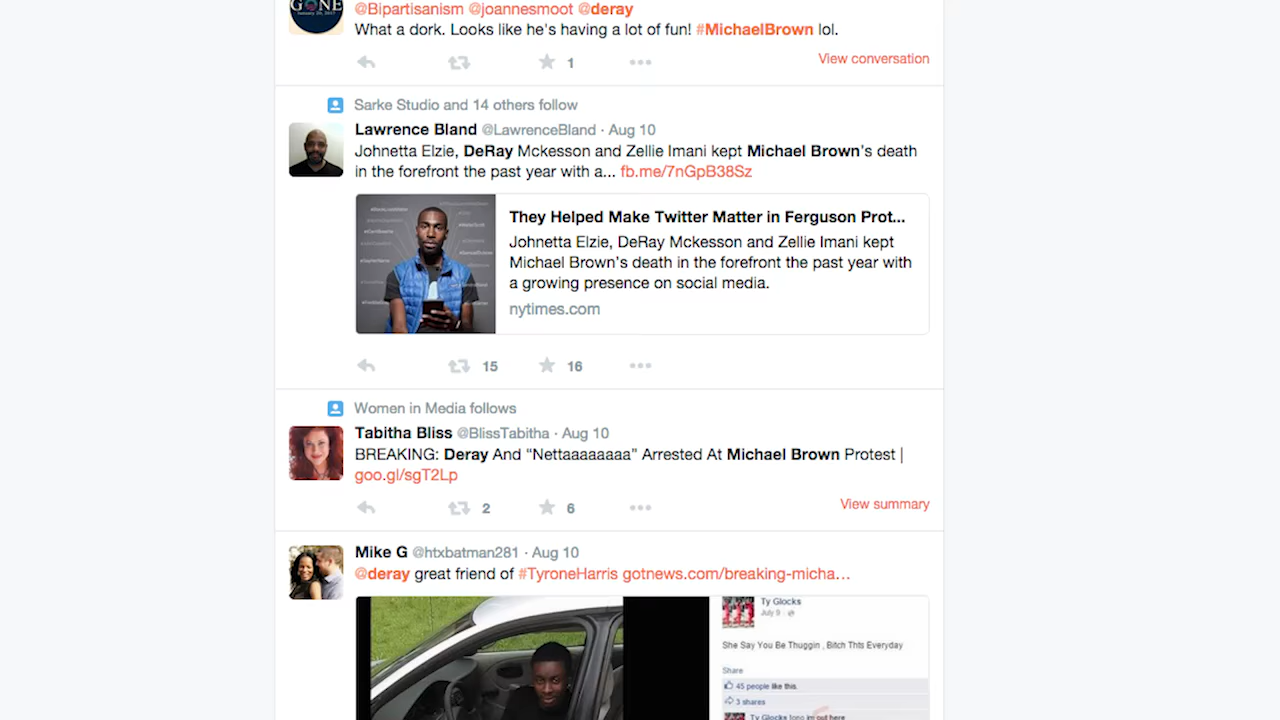 GONE
January 20, 2017
@Bipartisanism @joannesmoot @deray
What a dork. Looks like he's having a lot of fun! #MichaelBrown lol.
1
View conversation
Sarke Studio and 14 others follow
Lawrence Bland @LawrenceBland · Aug 10
Johnetta Elzie, DeRay Mckesson and Zellie Imani kept Michael Brown's death
in the forefront the past year with a... fb.me/7nGpB38Sz
They Helped Make Twitter Matter in Ferguson Prot...
Johnetta Elzie, DeRay Mckesson and Zellie Imani kept
Michael Brown's death in the forefront the past year with
a growing presence on social media.
nytimes.com
15 16
Women in Media follows
Tabitha Bliss @BlissTabitha · Aug 10
BREAKING: Deray And “Nettaaaaaaaa” Arrested At Michael Brown Protest |
goo.gl/sgT2Lp
2 6
View summary
Mike G @htxbatman281 · Aug 10
@deray great friend of #TyroneHarris gotnews.com/breaking-micha...
Ty Glocks
July 9
She Say You Be Thuggin , Bitch Thts Everyday
Share
45 people like this.
3 shares
Ty Glocks long im out here